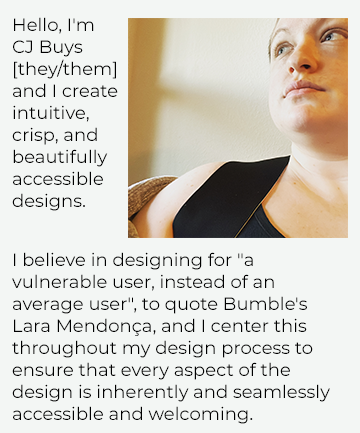 Hello, I'm
CJ Buys
[they/them]
and I create
intuitive,
crisp, and
beautifully
accessible
designs.
I believe in designing for "a
vulnerable user, instead of an
average user", to quote Bumble's
Lara Mendonça, and I center this
throughout my design process to
ensure that every aspect of the
design is inherently and seamlessly
accessible and welcoming.